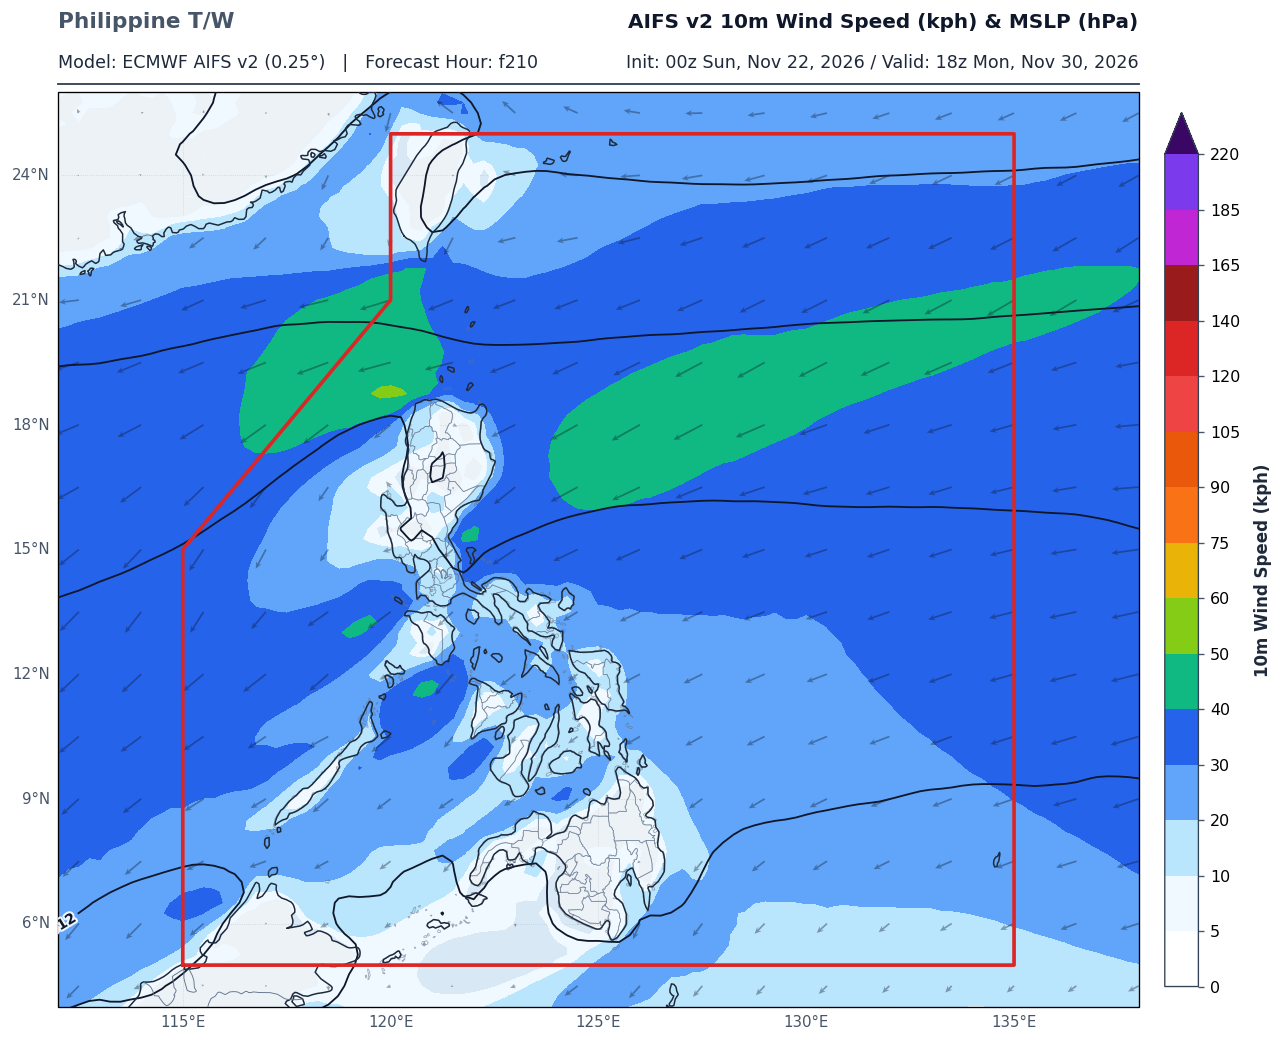 Philippine T/W
AIFS v2 10m Wind Speed (kph) & MSLP (hPa)
Model: ECMWF AIFS v2 (0.25°) | Forecast Hour: f210
Init: 00z Sun, Nov 22, 2026 / Valid: 18z Mon, Nov 30, 2026
24°N
21°N
18°N
15°N
12°N
9°N
6°N
12
115°E
120°E
125°E
130°E
135°E
220
185
165
140
120
105
90
75
60
50
40
30
20
10
5
0
10m Wind Speed (kph)